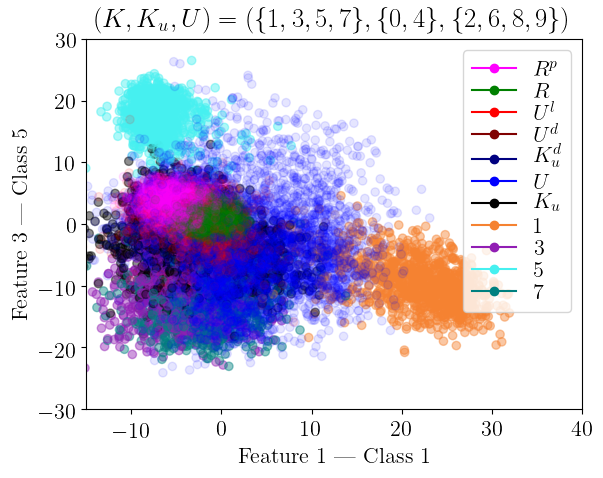 (K, K_u, U) = ({1, 3, 5, 7}, {0, 4}, {2, 6, 8, 9})
30
20
10
0
−10
−20
−30
Feature 3 — Class 5
R^p
R
U^l
U^d
K_u^d
U
K_u
1
3
5
7
−10
0
10
20
30
40
Feature 1 — Class 1